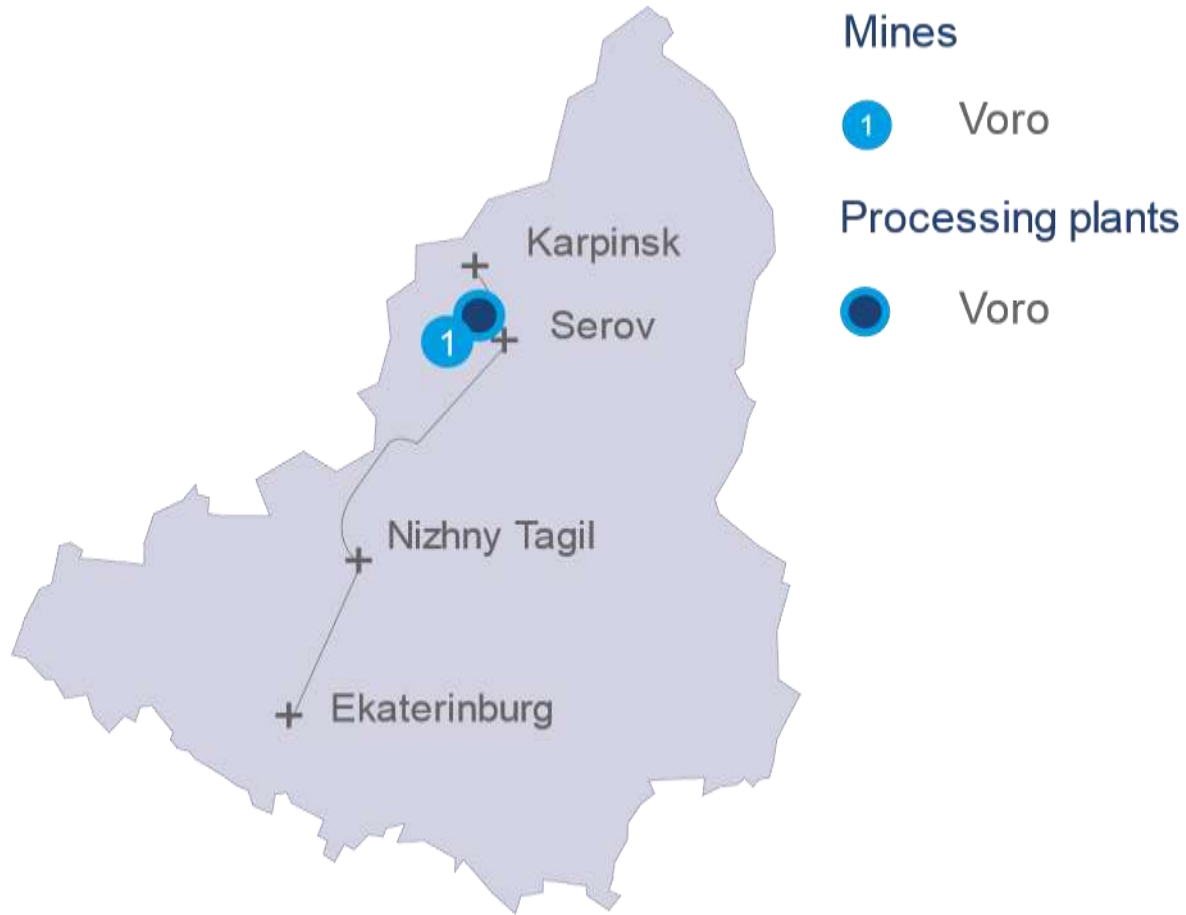 Mines
1 Voro
Processing plants
Voro
Karpinsk
Serov
1
Nizhny Tagil
Ekaterinburg